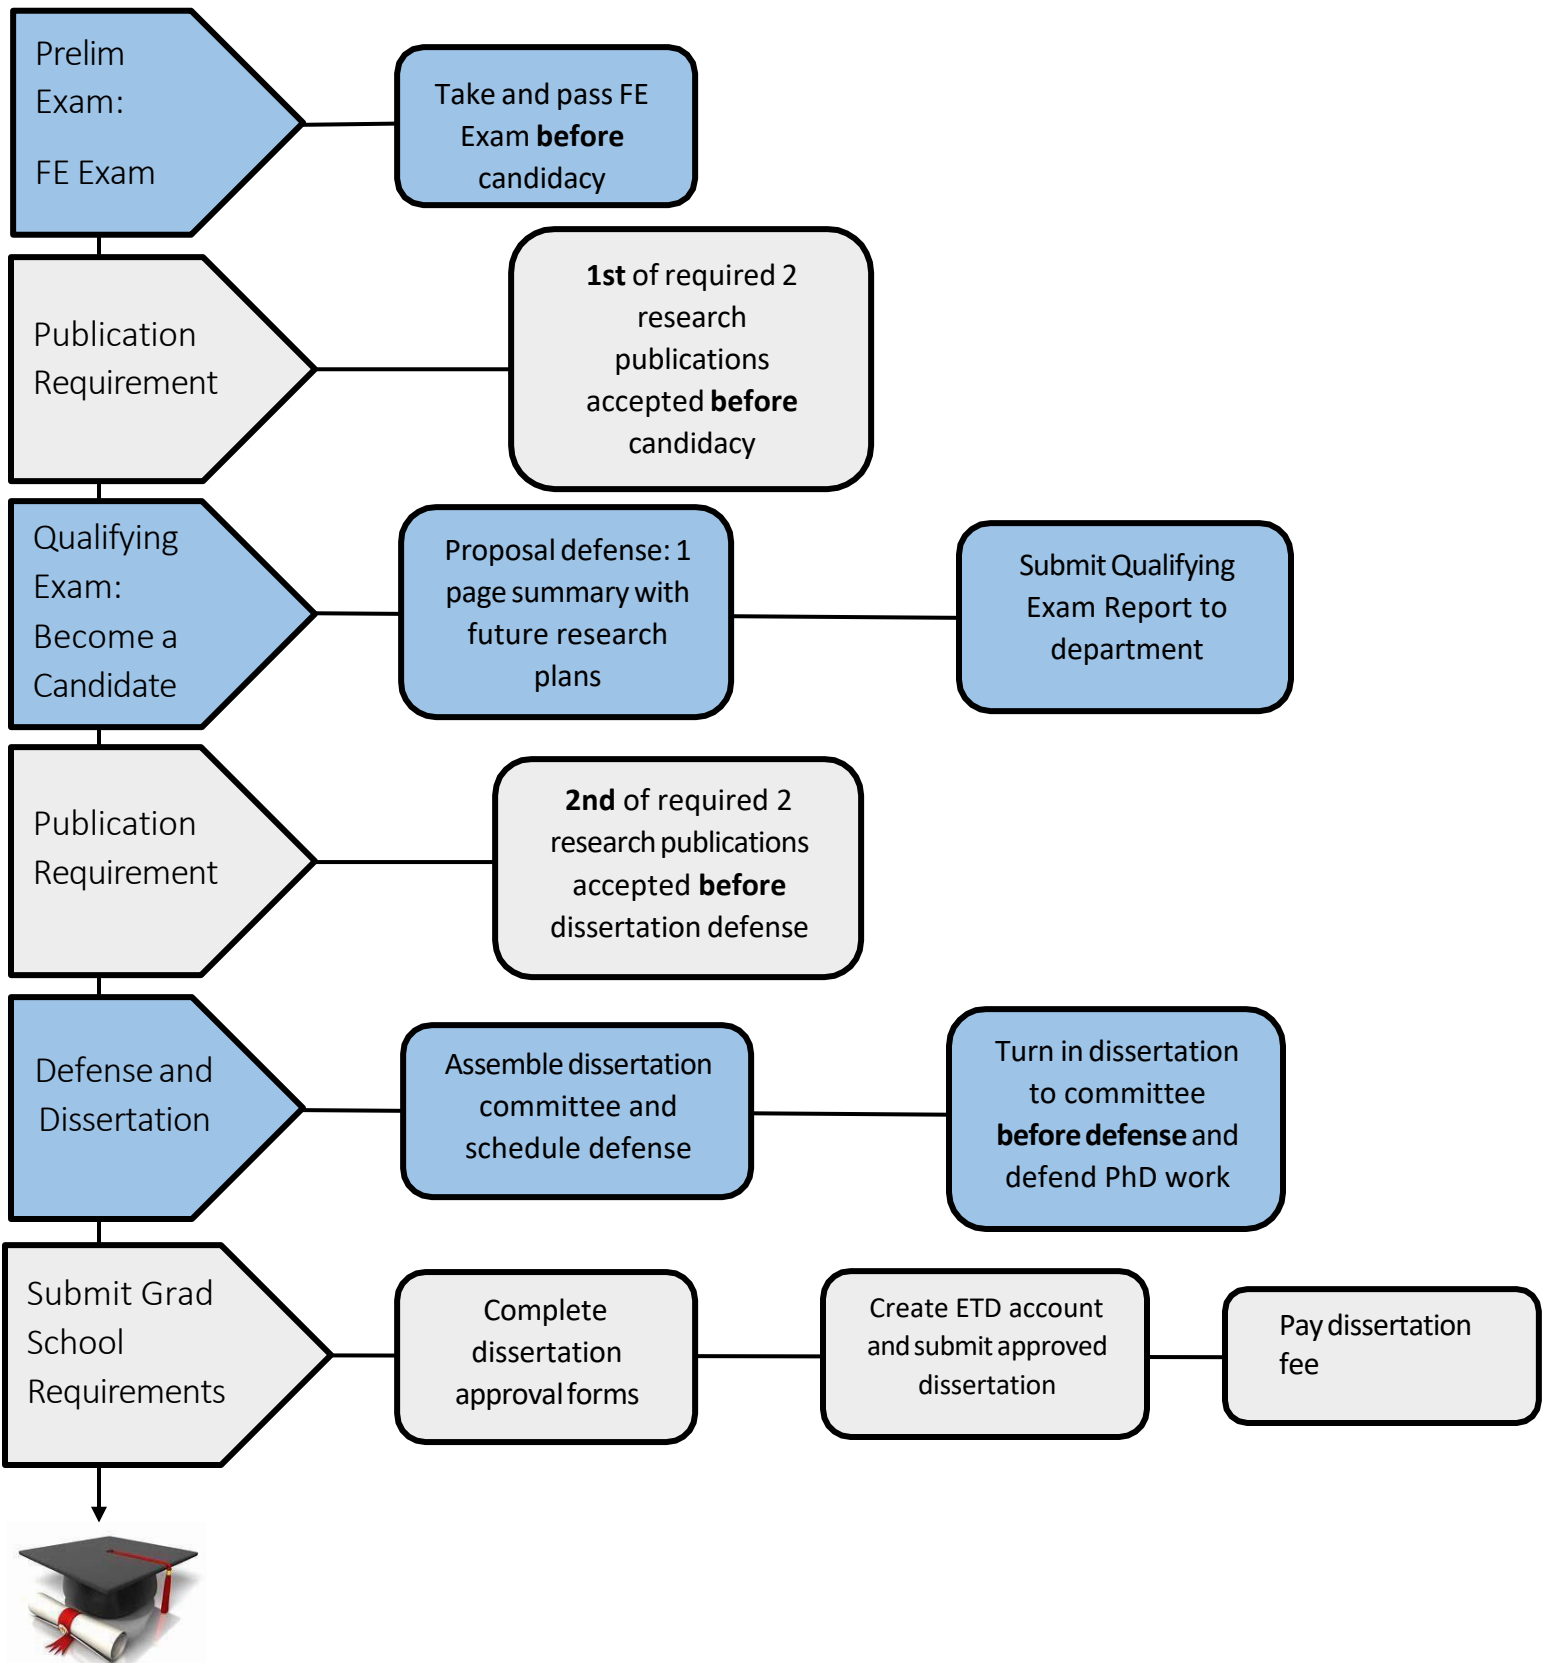 Prelim
Exam:
FE Exam
Take and pass FE
Exam before
candidacy
Publication
Requirement
1st of required 2
research
publications
accepted before
candidacy
Qualifying
Exam:
Become a
Candidate
Proposal defense: 1
page summary with
future research
plans
Submit Qualifying
Exam Report to
department
Publication
Requirement
2nd of required 2
research publications
accepted before
dissertation defense
Defense and
Dissertation
Assemble dissertation
committee and
schedule defense
Turn in dissertation
to committee
before defense and
defend PhD work
Submit Grad
School
Requirements
Complete
dissertation
approval forms
Create ETD account
and submit approved
dissertation
Pay dissertation
fee